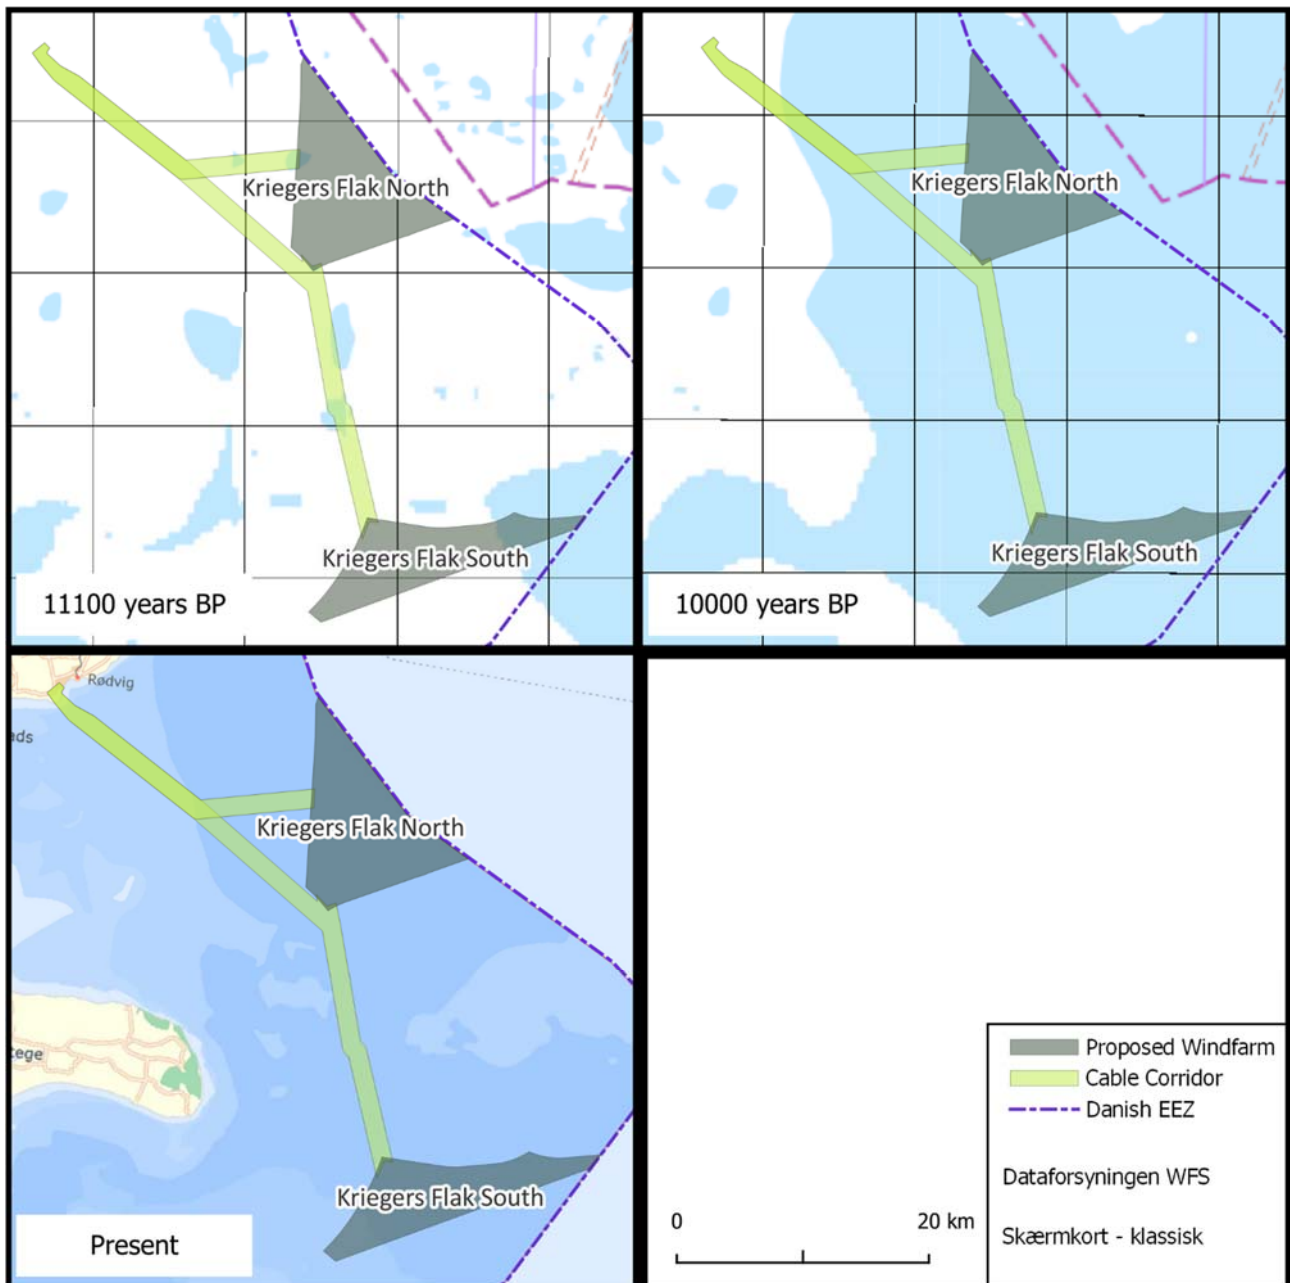 Kriegers Flak North
Kriegers Flak South
11100 years BP
Kriegers Flak North
Kriegers Flak South
10000 years BP
Rødvig
ds
Kriegers Flak North
ege
Kriegers Flak South
Present
Proposed Windfarm
Cable Corridor
Danish EEZ
Dataforsyningen WFS
Skærmkort - klassisk
0 20 km